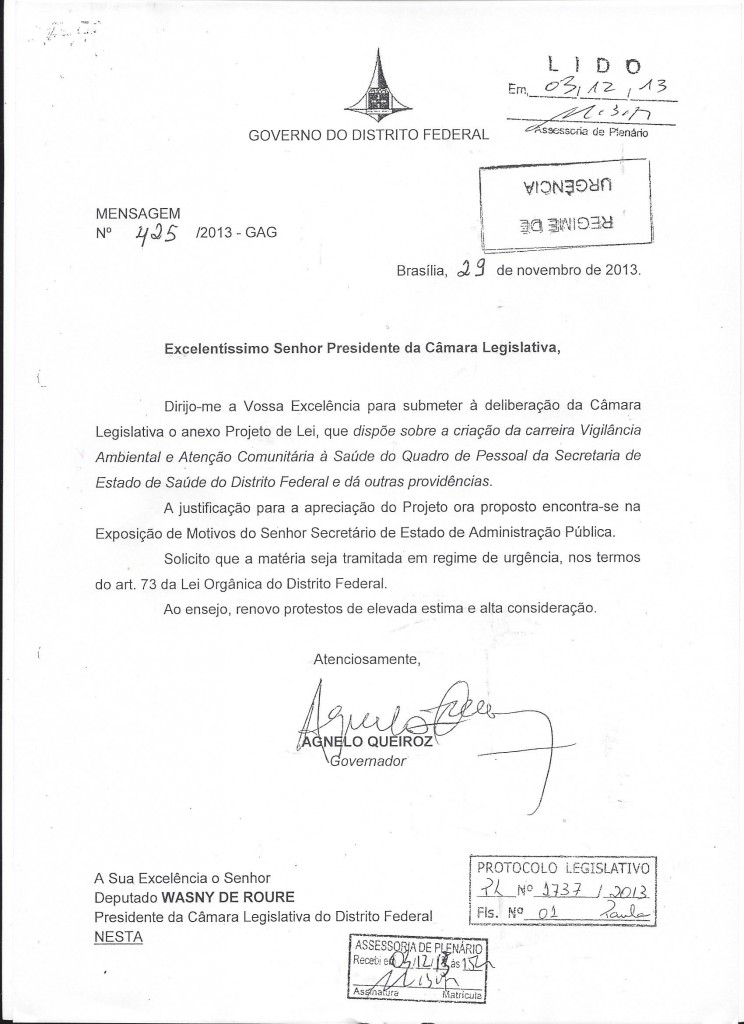 L I D O
Em, 03, 12, 13
Assessoria de Plenário
GOVERNO DO DISTRITO FEDERAL
REGIME DE
URGÊNCIA
MENSAGEM
Nº 425 /2013 - GAG
Brasília, 29 de novembro de 2013.
Excelentíssimo Senhor Presidente da Câmara Legislativa,
Dirijo-me a Vossa Excelência para submeter à deliberação da Câmara
Legislativa o anexo Projeto de Lei, que dispõe sobre a criação da carreira Vigilância
Ambiental e Atenção Comunitária à Saúde do Quadro de Pessoal da Secretaria de
Estado de Saúde do Distrito Federal e dá outras providências.
A justificação para a apreciação do Projeto ora proposto encontra-se na
Exposição de Motivos do Senhor Secretário de Estado de Administração Pública.
Solicito que a matéria seja tramitada em regime de urgência, nos termos
do art. 73 da Lei Orgânica do Distrito Federal.
Ao ensejo, renovo protestos de elevada estima e alta consideração.
Atenciosamente,
AGNELO QUEIROZ
Governador
A Sua Excelência o Senhor
Deputado WASNY DE ROURE
Presidente da Câmara Legislativa do Distrito Federal
NESTA
PROTOCOLO LEGISLATIVO
PL Nº 1737 / 2013
Fls. Nº 01 Paula
ASSESSORIA DE PLENÁRIO
Recebi em 03/12/13 às 15h
Assinatura Matrícula